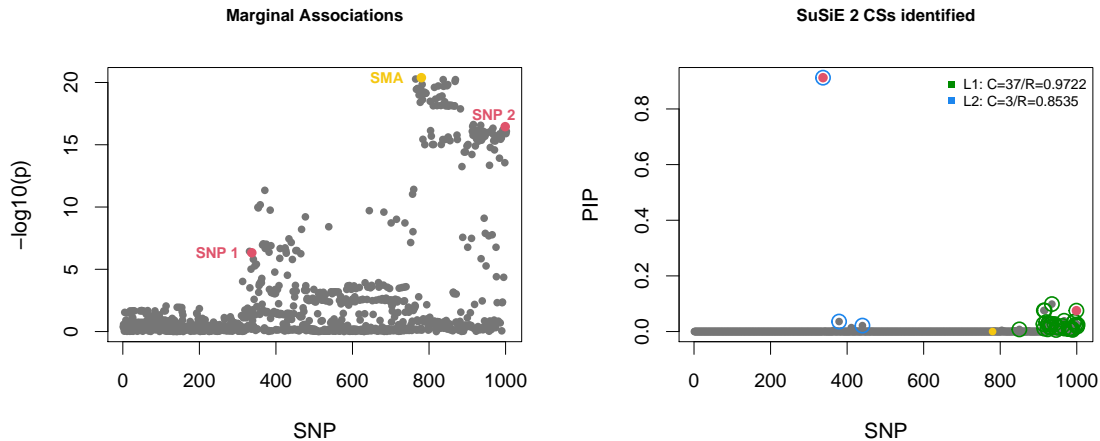 Marginal Associations
SMA
SNP 2
SNP 1
−log10(p)
0
5
10
15
20
0 200 400 600 800 1000
SNP
SuSiE 2 CSs identified
L1: C=37/R=0.9722
L2: C=3/R=0.8535
PIP
0.0
0.2
0.4
0.6
0.8
0 200 400 600 800 1000
SNP